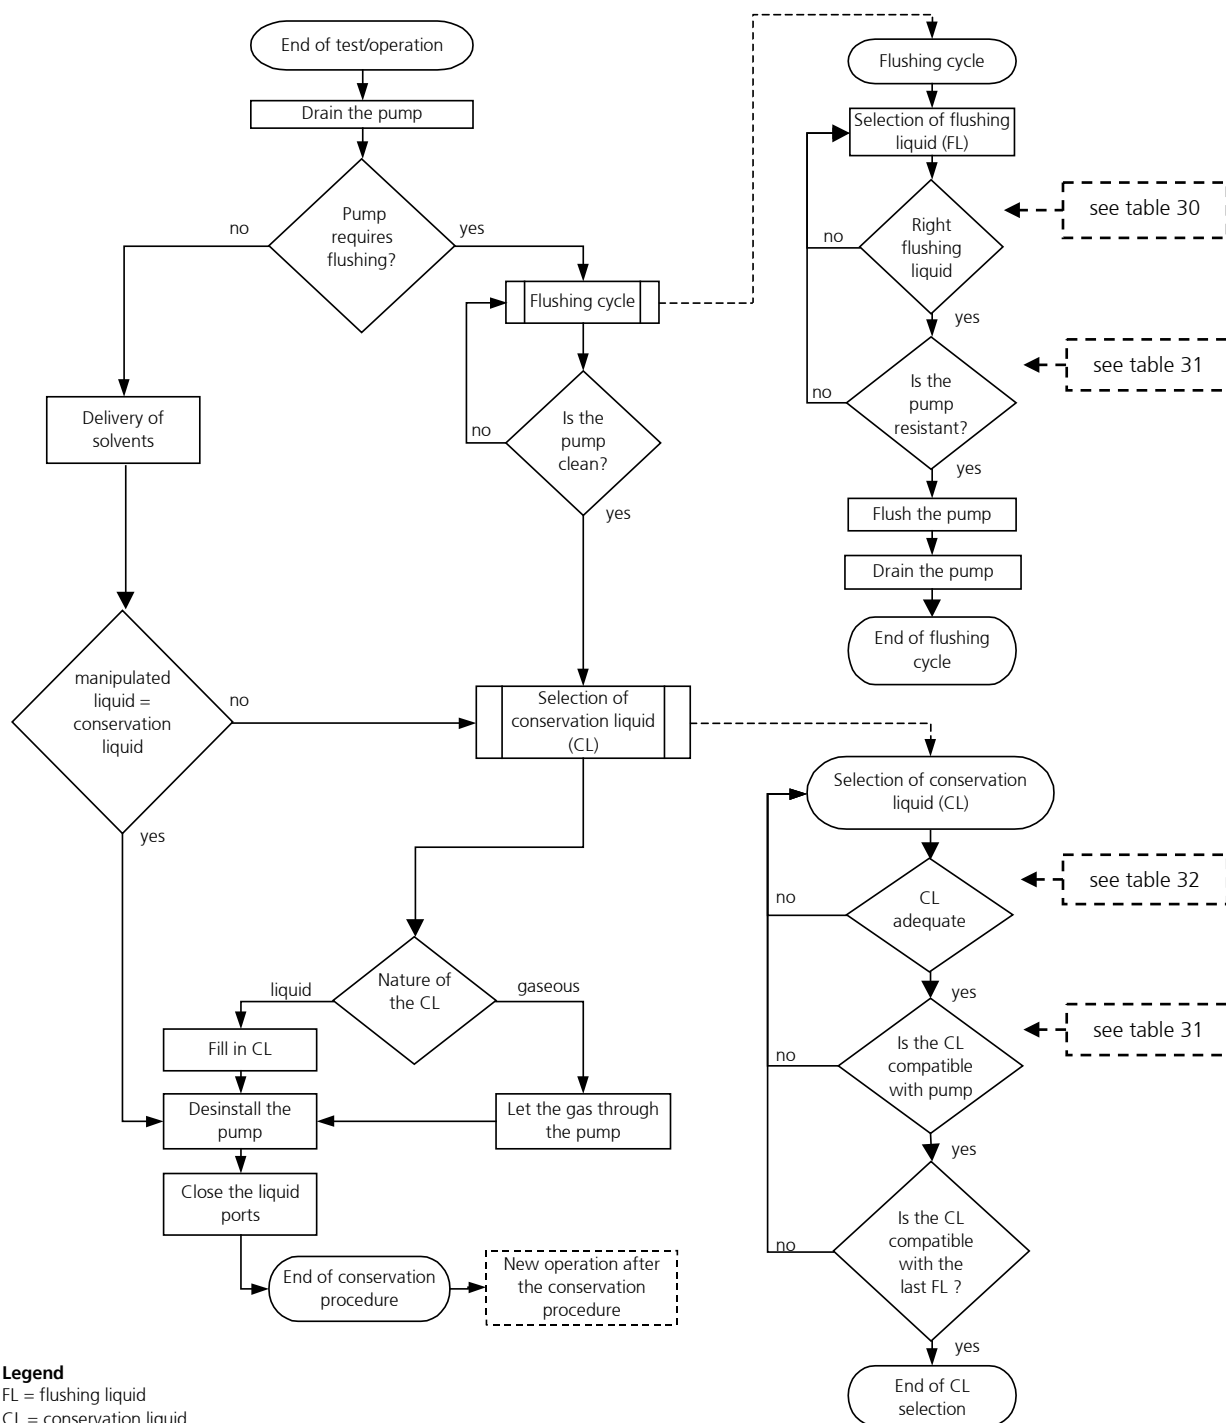 End of test/operation
Drain the pump
Pump
requires
flushing?
no
yes
Flushing cycle
Is the
pump
clean?
no
yes
Delivery of
solvents
manipulated
liquid =
conservation
liquid
no
yes
Selection of
conservation liquid
(CL)
Nature of
the CL
liquid
gaseous
Fill in CL
Desinstall the
pump
Let the gas through
the pump
Close the liquid
ports
End of conservation
procedure
New operation after
the conservation
procedure
Flushing cycle
Selection of flushing
liquid (FL)
Right
flushing
liquid
no
yes
see table 30
Is the
pump
resistant?
no
yes
see table 31
Flush the pump
Drain the pump
End of flushing
cycle
Selection of conservation
liquid (CL)
CL
adequate
no
yes
see table 32
Is the CL
compatible
with pump
no
yes
see table 31
Is the CL
compatible
with the
last FL ?
no
yes
End of CL
selection
Legend
FL = flushing liquid
CL = conservation liquid